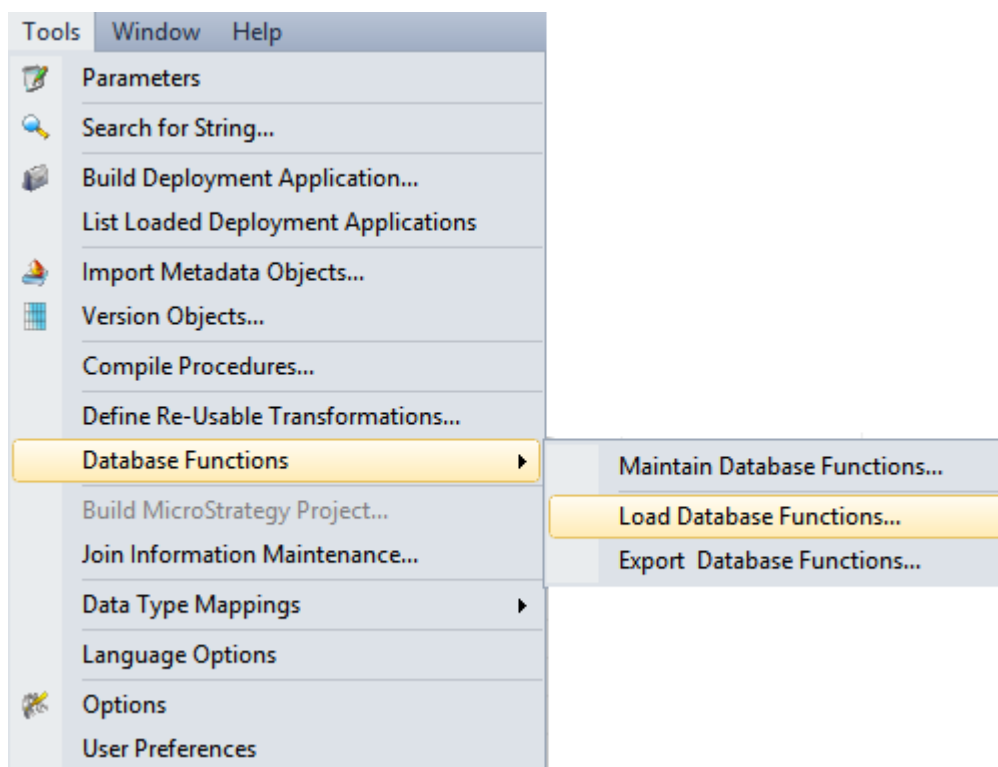 Tools Window Help
Parameters
Search for String...
Build Deployment Application...
List Loaded Deployment Applications
Import Metadata Objects...
Version Objects...
Compile Procedures...
Define Re-Usable Transformations...
Database Functions
Maintain Database Functions...
Load Database Functions...
Export  Database Functions...
Build MicroStrategy Project...
Join Information Maintenance...
Data Type Mappings
Language Options
Options
User Preferences